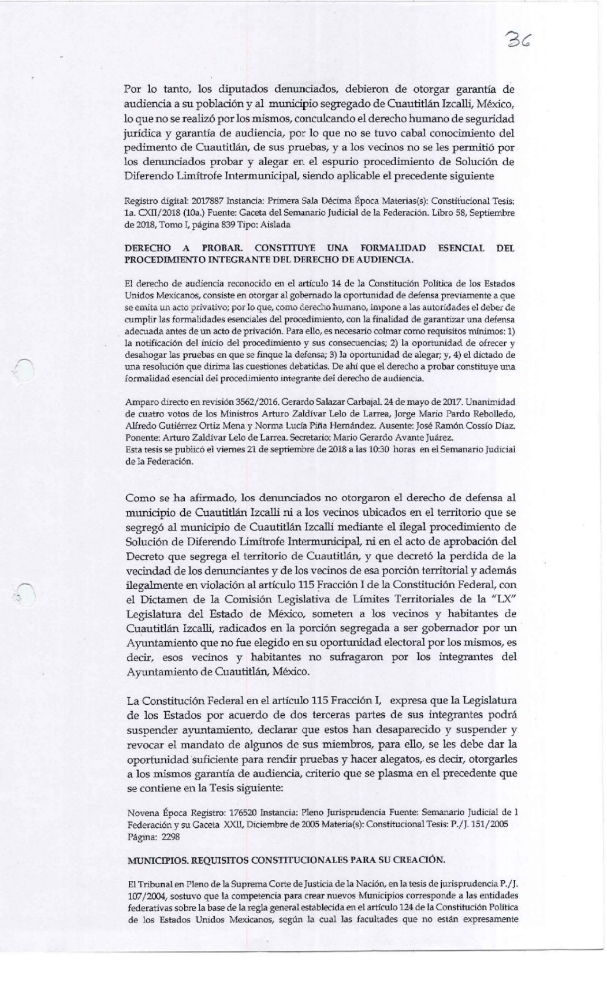 36
Por lo tanto, los diputados denunciados, debieron de otorgar garantía de
audiencia a su población y al municipio segregado de Cuautitlán Izcalli, México,
lo que no se realizó por los mismos, conculcando el derecho humano de seguridad
jurídica y garantía de audiencia, por lo que no se tuvo cabal conocimiento del
pedimento de Cuautitlán, de sus pruebas, y a los vecinos no se les permitió por
los denunciados probar y alegar en el espurio procedimiento de Solución de
Diferendo Limítrofe Intermunicipal, siendo aplicable el precedente siguiente
Registro digital: 2017887 Instancia: Primera Sala Décima Época Materias(s): Constitucional Tesis:
1a. CXII/2018 (10a.) Fuente: Gaceta del Semanario Judicial de la Federación. Libro 58, Septiembre
de 2018, Tomo I, página 839 Tipo: Aislada
DERECHO A PROBAR. CONSTITUYE UNA FORMALIDAD ESENCIAL DEL
PROCEDIMIENTO INTEGRANTE DEL DERECHO DE AUDIENCIA.
El derecho de audiencia reconocido en el artículo 14 de la Constitución Política de los Estados
Unidos Mexicanos, consiste en otorgar al gobernado la oportunidad de defensa previamente a que
se emita un acto privativo; por lo que, como derecho humano, impone a las autoridades el deber de
cumplir las formalidades esenciales del procedimiento, con la finalidad de garantizar una defensa
adecuada antes de un acto de privación. Para ello, es necesario colmar como requisitos mínimos: 1)
la notificación del inicio del procedimiento y sus consecuencias; 2) la oportunidad de ofrecer y
desahogar las pruebas en que se finque la defensa; 3) la oportunidad de alegar; y, 4) el dictado de
una resolución que dirima las cuestiones debatidas. De ahí que el derecho a probar constituye una
formalidad esencial del procedimiento integrante del derecho de audiencia.
Amparo directo en revisión 3562/2016. Gerardo Salazar Carbajal. 24 de mayo de 2017. Unanimidad
de cuatro votos de los Ministros Arturo Zaldívar Lelo de Larrea, Jorge Mario Pardo Rebolledo,
Alfredo Gutiérrez Ortiz Mena y Norma Lucía Piña Hernández. Ausente: José Ramón Cossío Díaz.
Ponente: Arturo Zaldívar Lelo de Larrea. Secretario: Mario Gerardo Avante Juárez.
Esta tesis se publicó el viernes 21 de septiembre de 2018 a las 10:30 horas en el Semanario Judicial
de la Federación.
Como se ha afirmado, los denunciados no otorgaron el derecho de defensa al
municipio de Cuautitlán Izcalli ni a los vecinos ubicados en el territorio que se
segregó al municipio de Cuautitlán Izcalli mediante el ilegal procedimiento de
Solución de Diferendo Limítrofe Intermunicipal, ni en el acto de aprobación del
Decreto que segrega el territorio de Cuautitlán, y que decretó la perdida de la
vecindad de los denunciantes y de los vecinos de esa porción territorial y además
ilegalmente en violación al artículo 115 Fracción I de la Constitución Federal, con
el Dictamen de la Comisión Legislativa de Límites Territoriales de la "LX"
Legislatura del Estado de México, someten a los vecinos y habitantes de
Cuautitlán Izcalli, radicados en la porción segregada a ser gobernador por un
Ayuntamiento que no fue elegido en su oportunidad electoral por los mismos, es
decir, esos vecinos y habitantes no sufragaron por los integrantes del
Ayuntamiento de Cuautitlán, México.
La Constitución Federal en el artículo 115 Fracción I, expresa que la Legislatura
de los Estados por acuerdo de dos terceras partes de sus integrantes podrá
suspender ayuntamiento, declarar que estos han desaparecido y suspender y
revocar el mandato de algunos de sus miembros, para ello, se les debe dar la
oportunidad suficiente para rendir pruebas y hacer alegatos, es decir, otorgarles
a los mismos garantía de audiencia, criterio que se plasma en el precedente que
se contiene en la Tesis siguiente:
Novena Época Registro: 176520 Instancia: Pleno Jurisprudencia Fuente: Semanario Judicial de l
Federación y su Gaceta XXII, Diciembre de 2005 Materia(s): Constitucional Tesis: P./J. 151/2005
Página: 2298
MUNICIPIOS. REQUISITOS CONSTITUCIONALES PARA SU CREACIÓN.
El Tribunal en Pleno de la Suprema Corte de Justicia de la Nación, en la tesis de jurisprudencia P./J.
107/2004, sostuvo que la competencia para crear nuevos Municipios corresponde a las entidades
federativas sobre la base de la regla general establecida en el artículo 124 de la Constitución Política
de los Estados Unidos Mexicanos, según la cual las facultades que no están expresamente